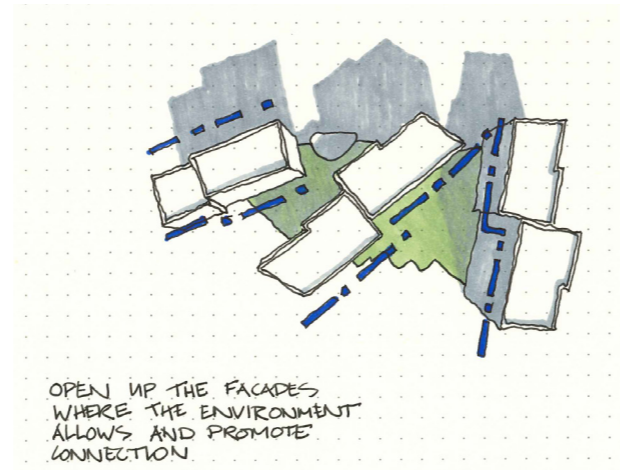 OPEN UP THE FACADES
WHERE THE ENVIRONMENT
ALLOWS AND PROMOTE
CONNECTION